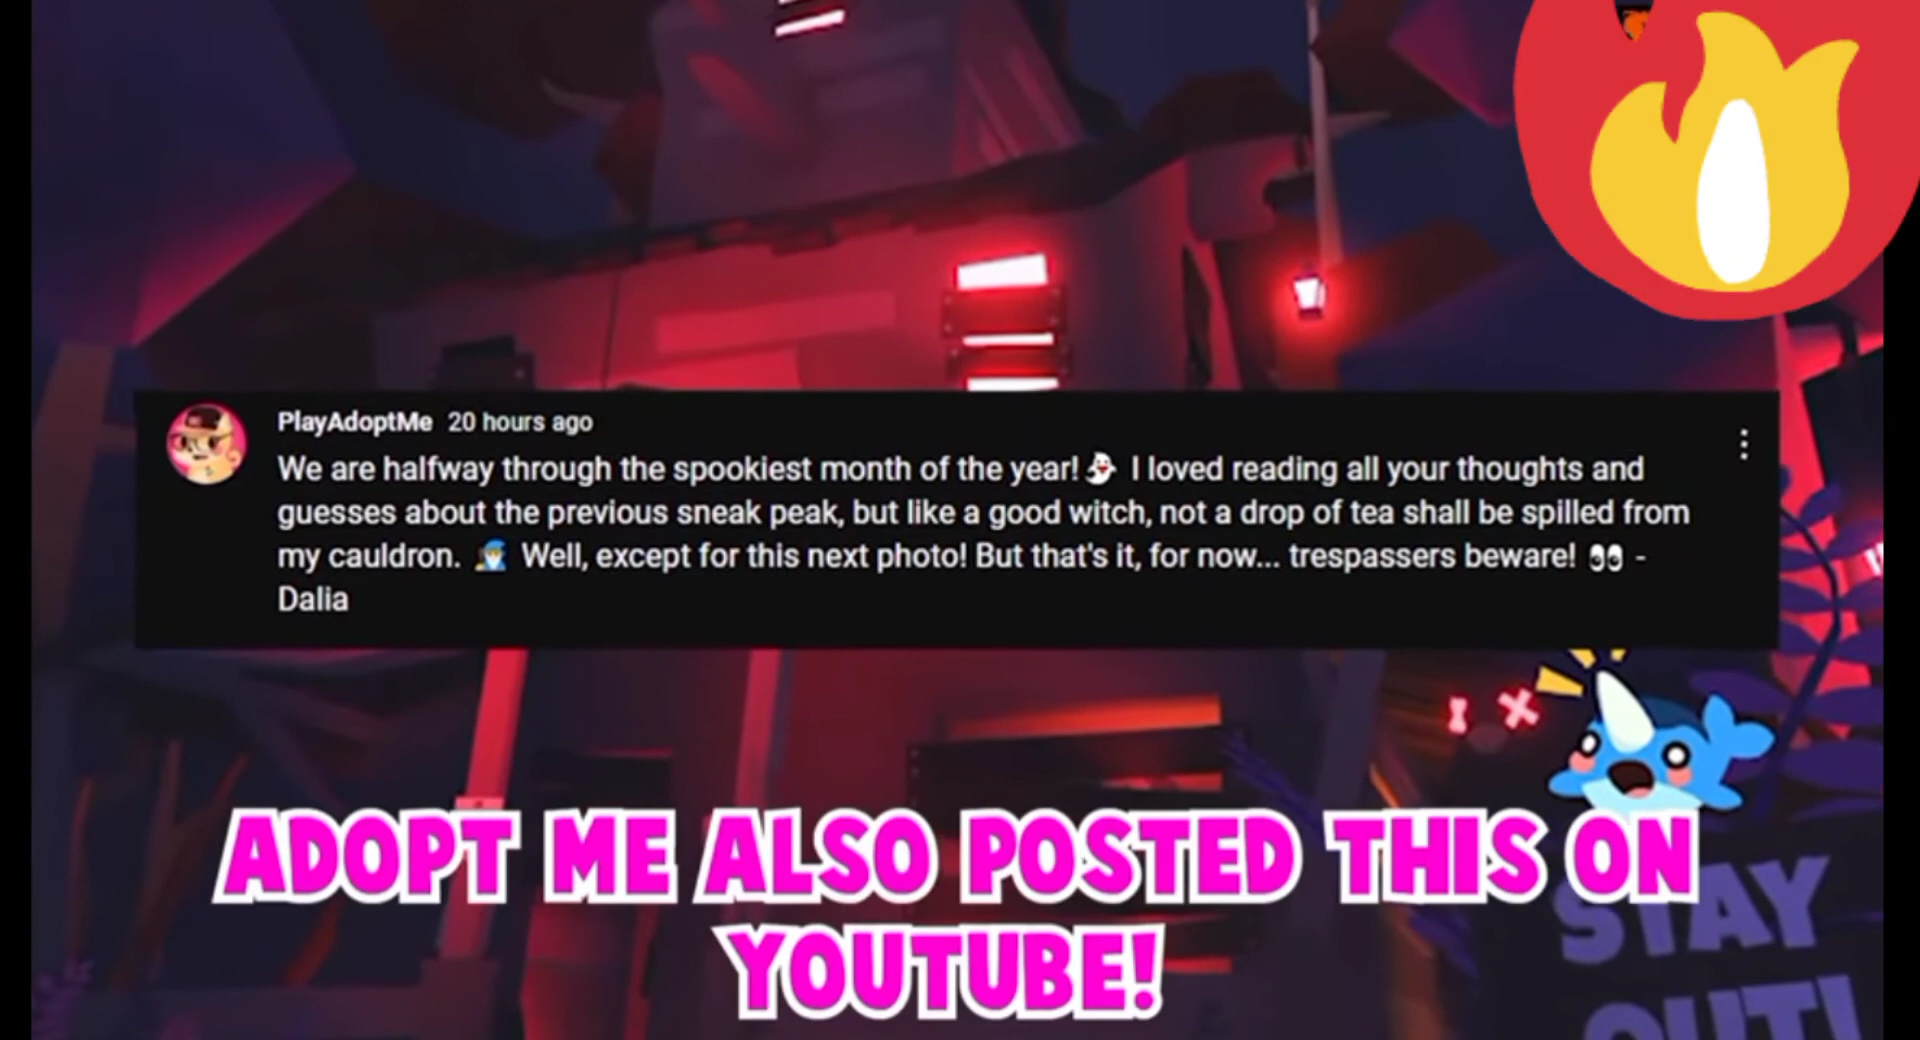 PlayAdoptMe 20 hours ago
We are halfway through the spookiest month of the year!👻 I loved reading all your thoughts and
guesses about the previous sneak peak, but like a good witch, not a drop of tea shall be spilled from
my cauldron. 🧙‍♂️ Well, except for this next photo! But that's it, for now... trespassers beware! 👀 -
Dalia
ADOPT ME ALSO POSTED THIS ON
YOUTUBE!
STAY
OUT!